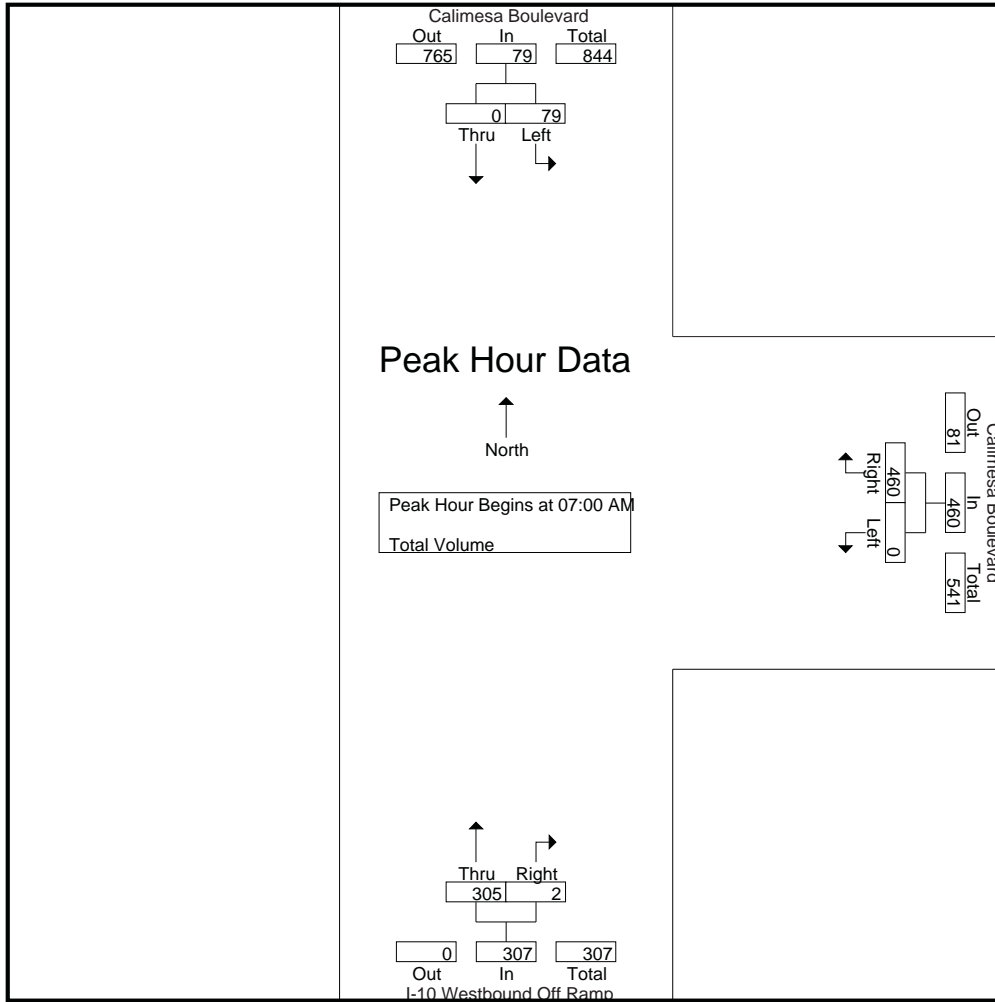 Calimesa Boulevard
Out In Total
765 79 844
0 79
Thru Left
Peak Hour Data
North
Peak Hour Begins at 07:00 AM
Total Volume
Calimesa Boulevard
Out In Total
81 460 541
460 0
Right Left
Thru Right
305 2
0 307 307
Out In Total
I-10 Westbound Off Ramp